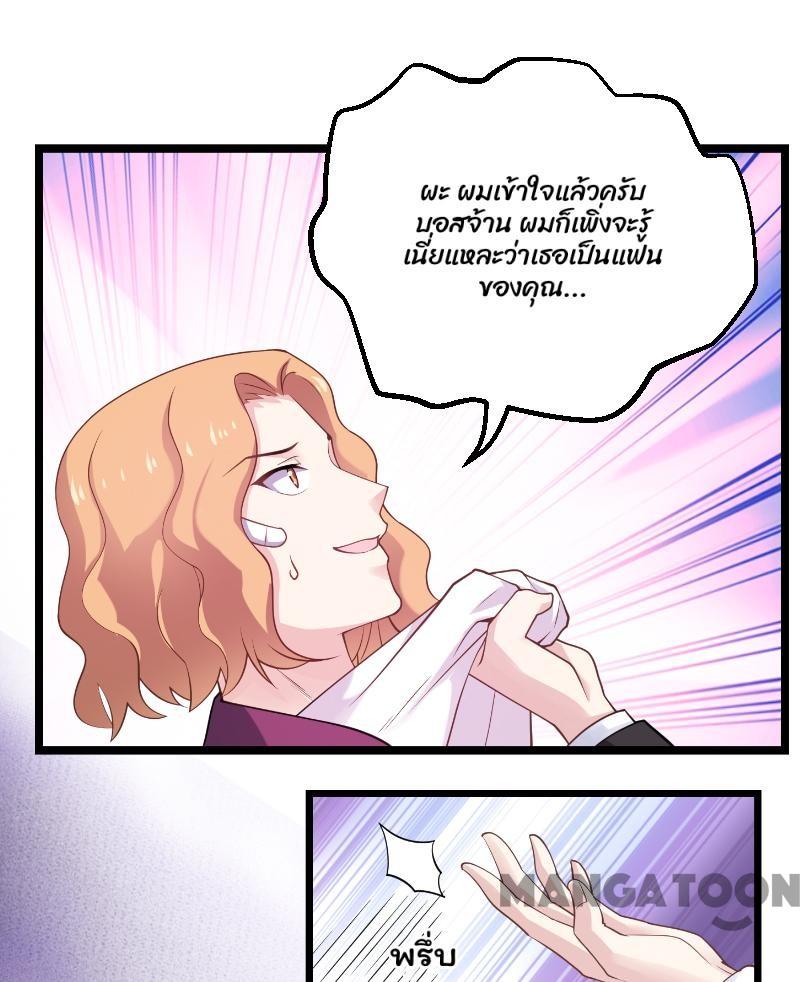 ผะ ผมเข้าใจแล้วครับ
บอสจ้าน ผมก็เพิ่งจะรู้
เนี่ยแหละว่าเธอเป็นแฟน
ของคุณ...
MANGATOON
พรึ่บ